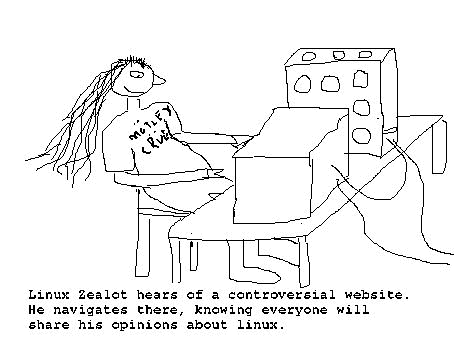 MÖTLEY
CRÜE
Linux Zealot hears of a controversial website.
He navigates there, knowing everyone will
share his opinions about linux.